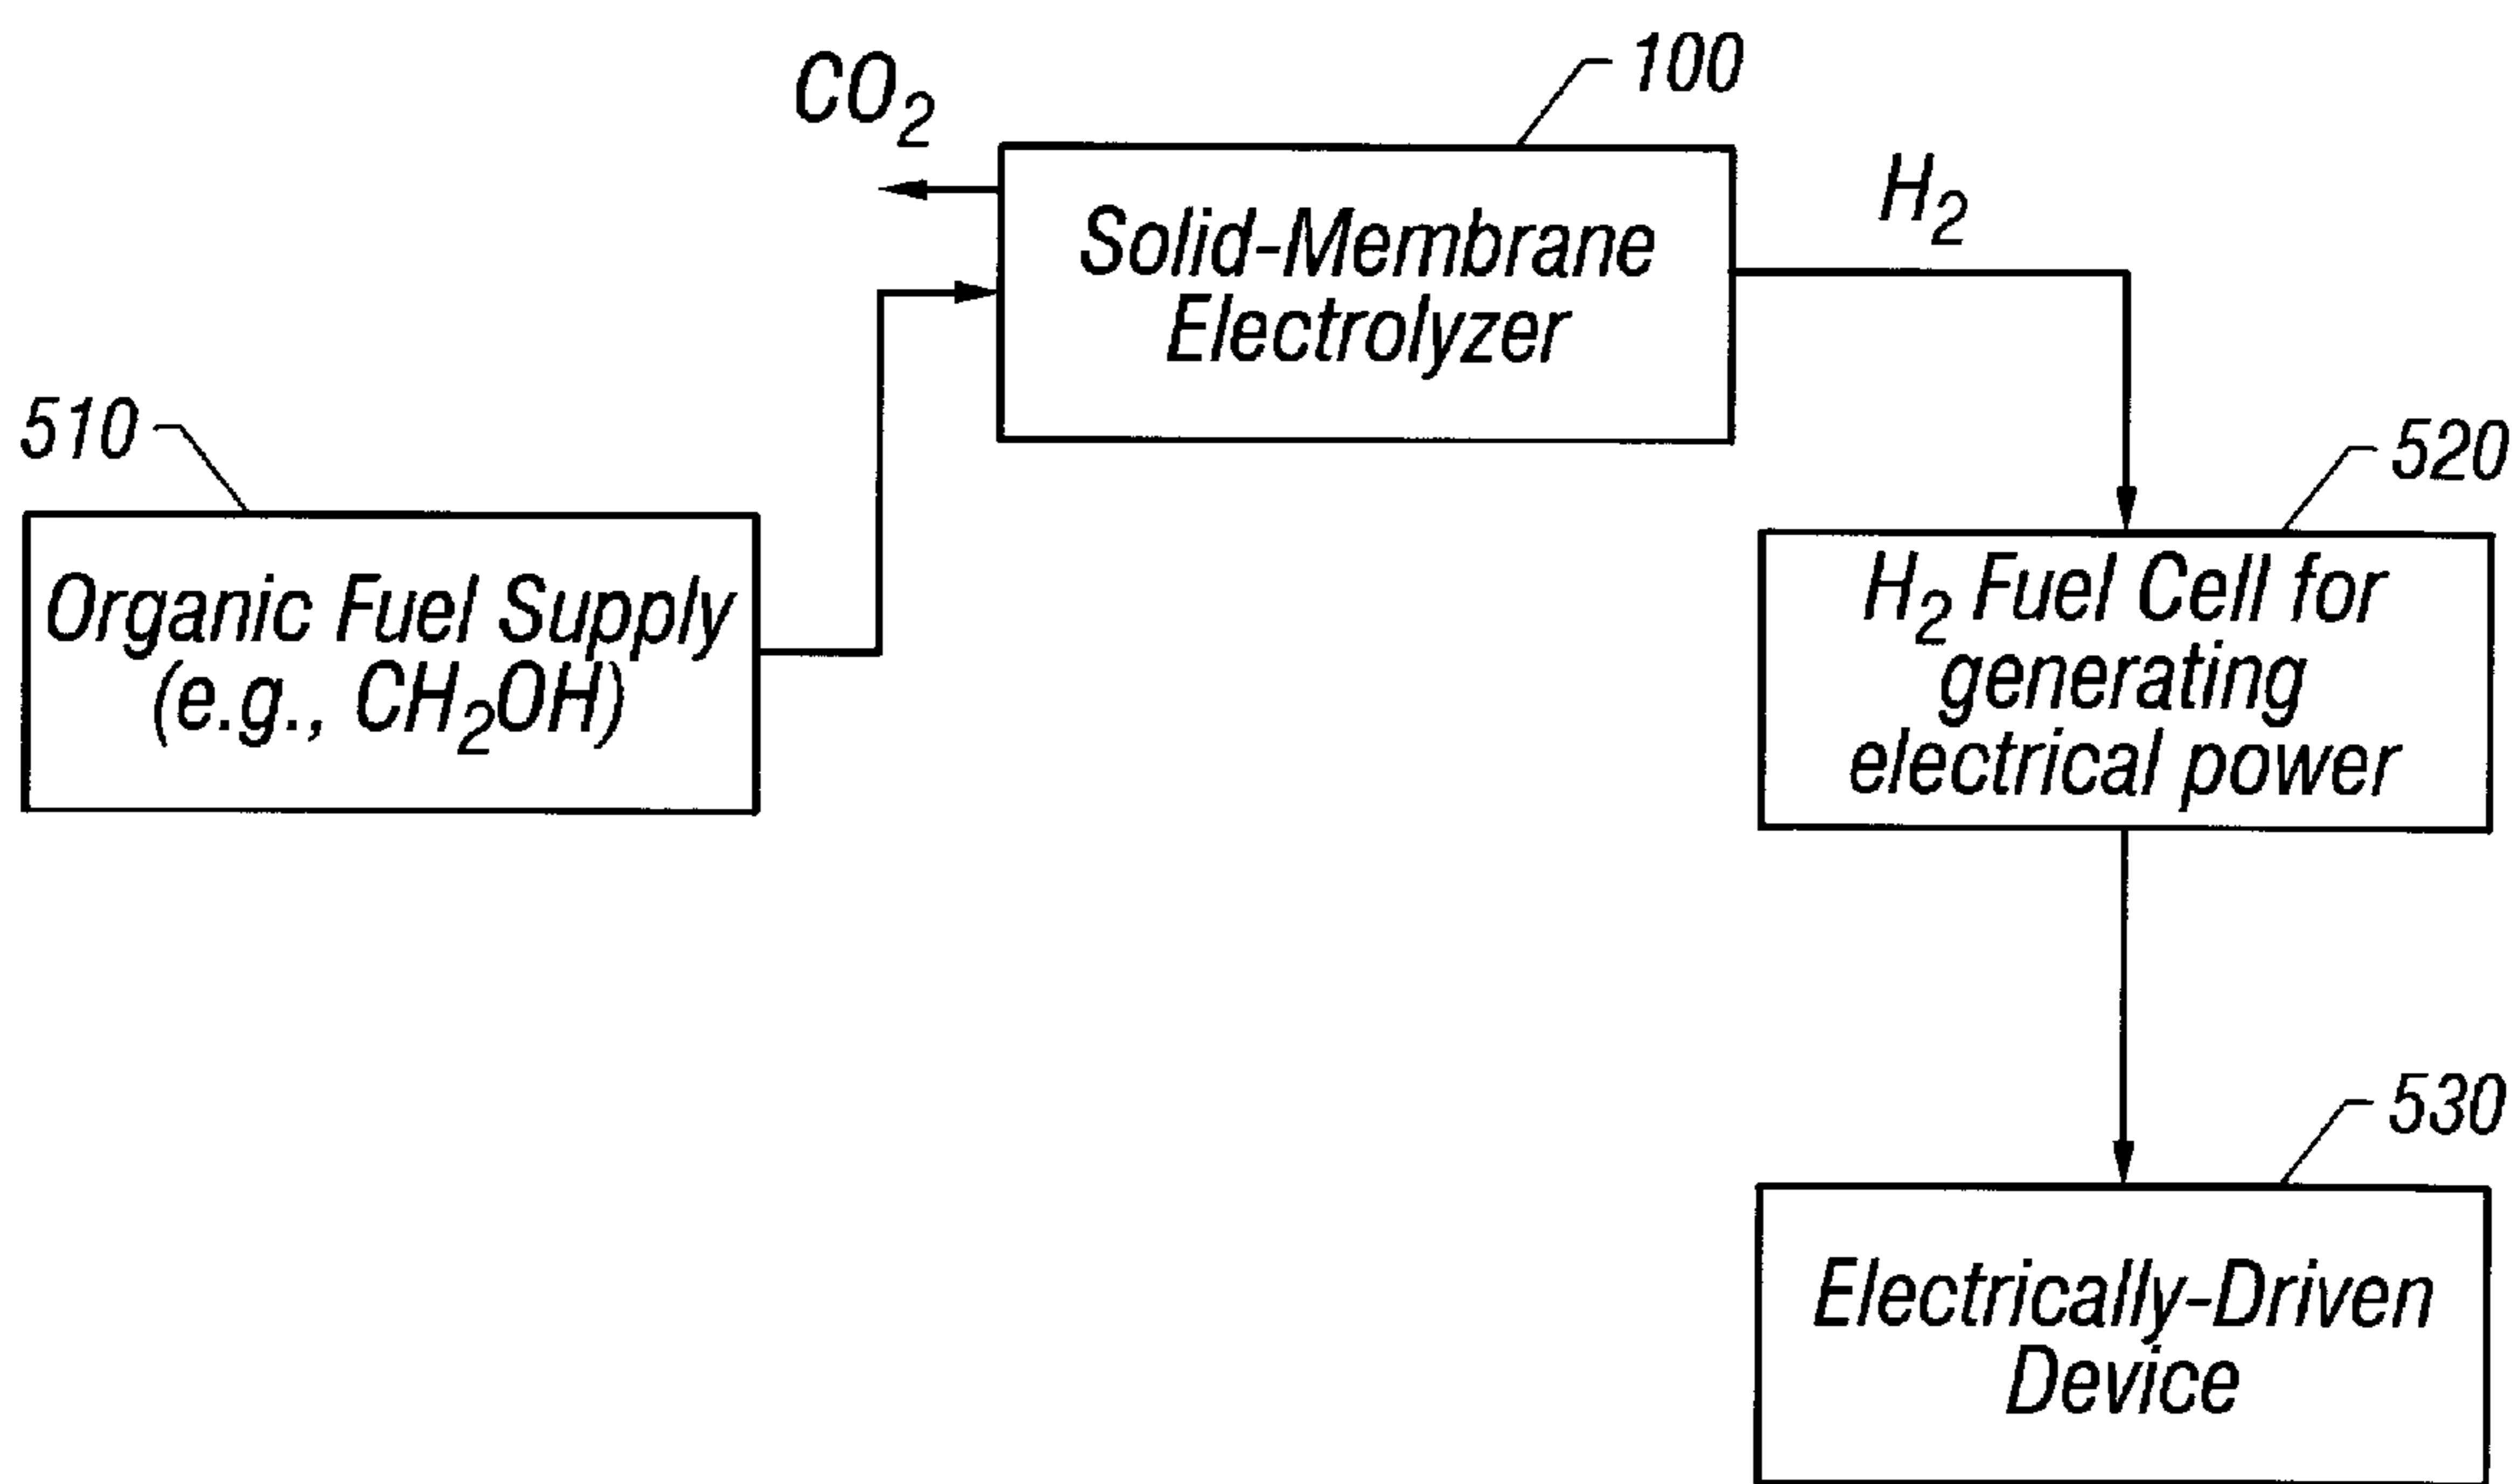 CO2
100
H2
Solid-Membrane
Electrolyzer
510
520
Organic Fuel Supply
(e.g., CH2OH)
H2 Fuel Cell for
generating
electrical power
530
Electrically-Driven
Device